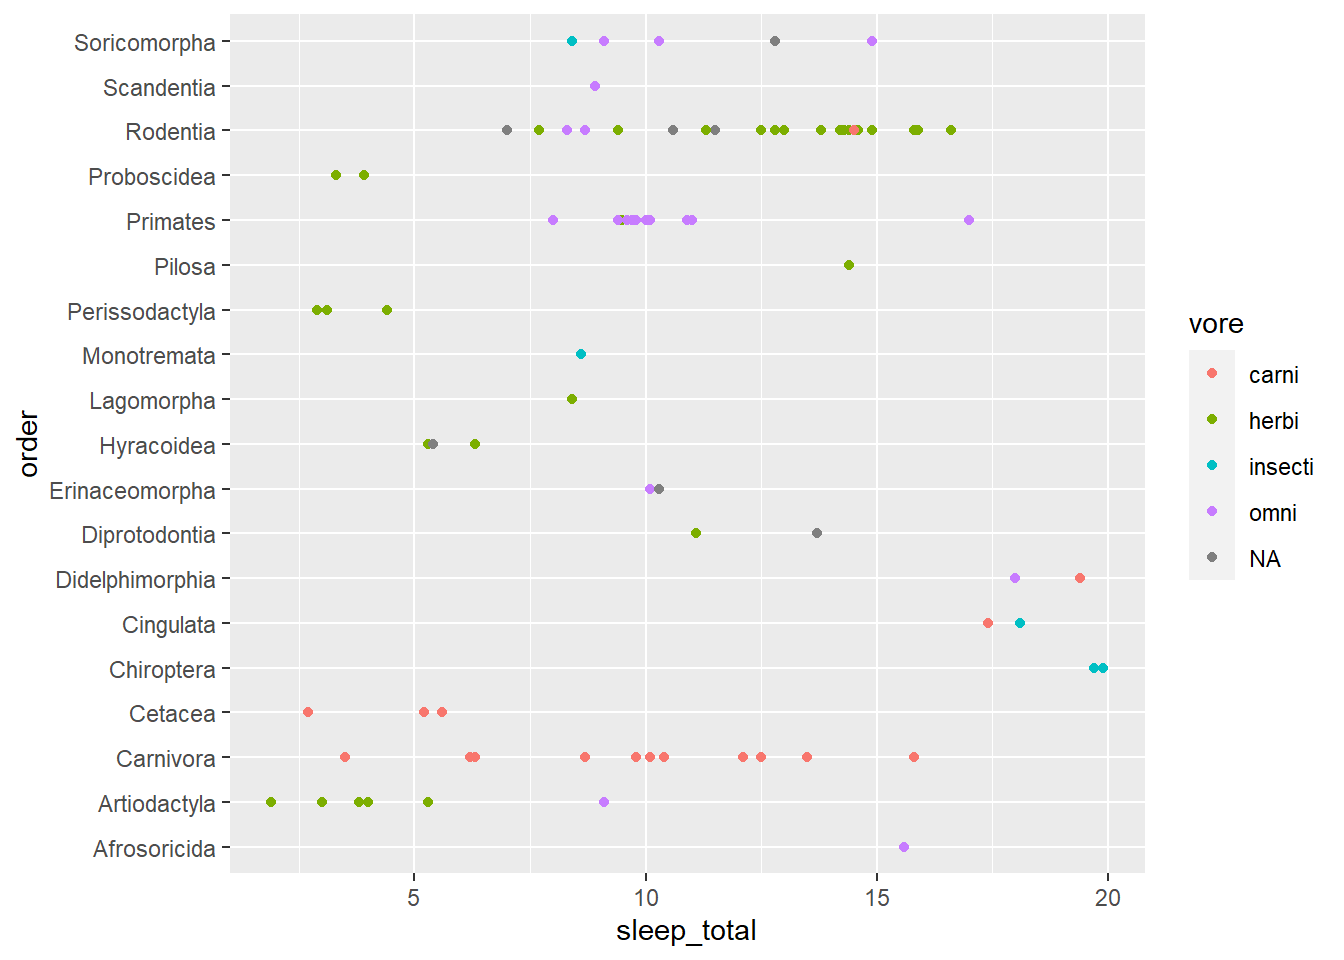 Soricomorpha
Scandentia
Rodentia
Proboscidea
Primates
Pilosa
Perissodactyla
Monotremata
Lagomorpha
Hyracoidea
Erinaceomorpha
Diprotodontia
Didelphimorphia
Cingulata
Chiroptera
Cetacea
Carnivora
Artiodactyla
Afrosoricida
order
5 10 15 20
sleep_total
vore
carni
herbi
insecti
omni
NA